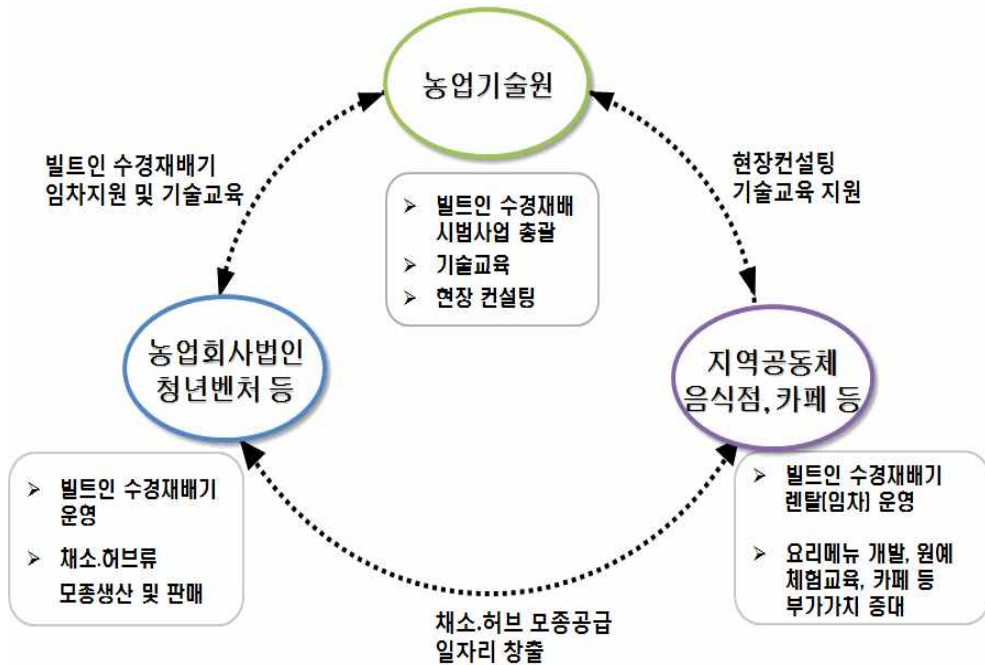 농업기술원
빌트인 수경재배기
임차지원 및 기술교육
현장컨설팅
기술교육 지원
➢ 빌트인 수경재배
시범사업 총괄
➢ 기술교육
➢ 현장 컨설팅
농업회사법인
청년벤처 등
지역공동체
음식점, 카페 등
➢ 빌트인 수경재배기
운영
➢ 채소.허브류
모종생산 및 판매
➢ 빌트인 수경재배기
렌탈(임차) 운영
➢ 요리메뉴 개발, 원예
체험교육, 카페 등
부가가치 증대
채소.허브 모종공급
일자리 창출